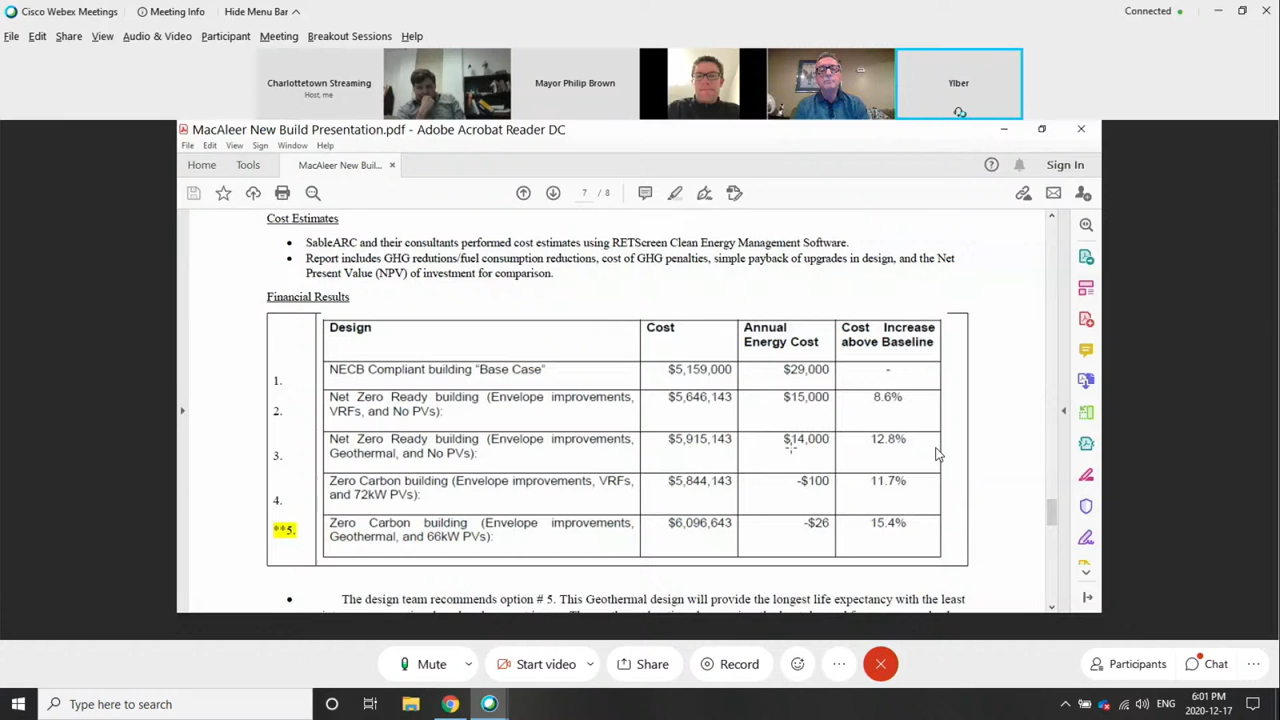 Cisco Webex Meetings
Meeting Info
Hide Menu Bar
Connected
File Edit Share View Audio & Video Participant Meeting Breakout Sessions Help
Charlottetown Streaming
Host, me
Mayor Philip Brown
Ylber
MacAleer New Build Presentation.pdf - Adobe Acrobat Reader DC
File Edit View Sign Window Help
Home Tools MacAleer New Buil... Sign In
7 / 8
Cost Estimates
• SableARC and their consultants performed cost estimates using RETScreen Clean Energy Management Software.
• Report includes GHG redutions/fuel consumption reductions, cost of GHG penalties, simple payback of upgrades in design, and the Net
Present Value (NPV) of investment for comparison.
Financial Results
Design Cost Annual Cost Increase
Energy Cost above Baseline
1. NECB Compliant building “Base Case” $5,159,000 $29,000 -
2. Net Zero Ready building (Envelope improvements, $5,646,143 $15,000 8.6%
VRFs, and No PVs):
3. Net Zero Ready building (Envelope improvements, $5,915,143 $14,000 12.8%
Geothermal, and No PVs):
4. Zero Carbon building (Envelope improvements, VRFs, $5,844,143 -$100 11.7%
and 72kW PVs):
**5. Zero Carbon building (Envelope improvements, $6,096,643 -$26 15.4%
Geothermal, and 66kW PVs):
• The design team recommends option # 5. This Geothermal design will provide the longest life expectancy with the least
Mute Start video Share Record Participants Chat
Type here to search
ENG
6:01 PM
2020-12-17